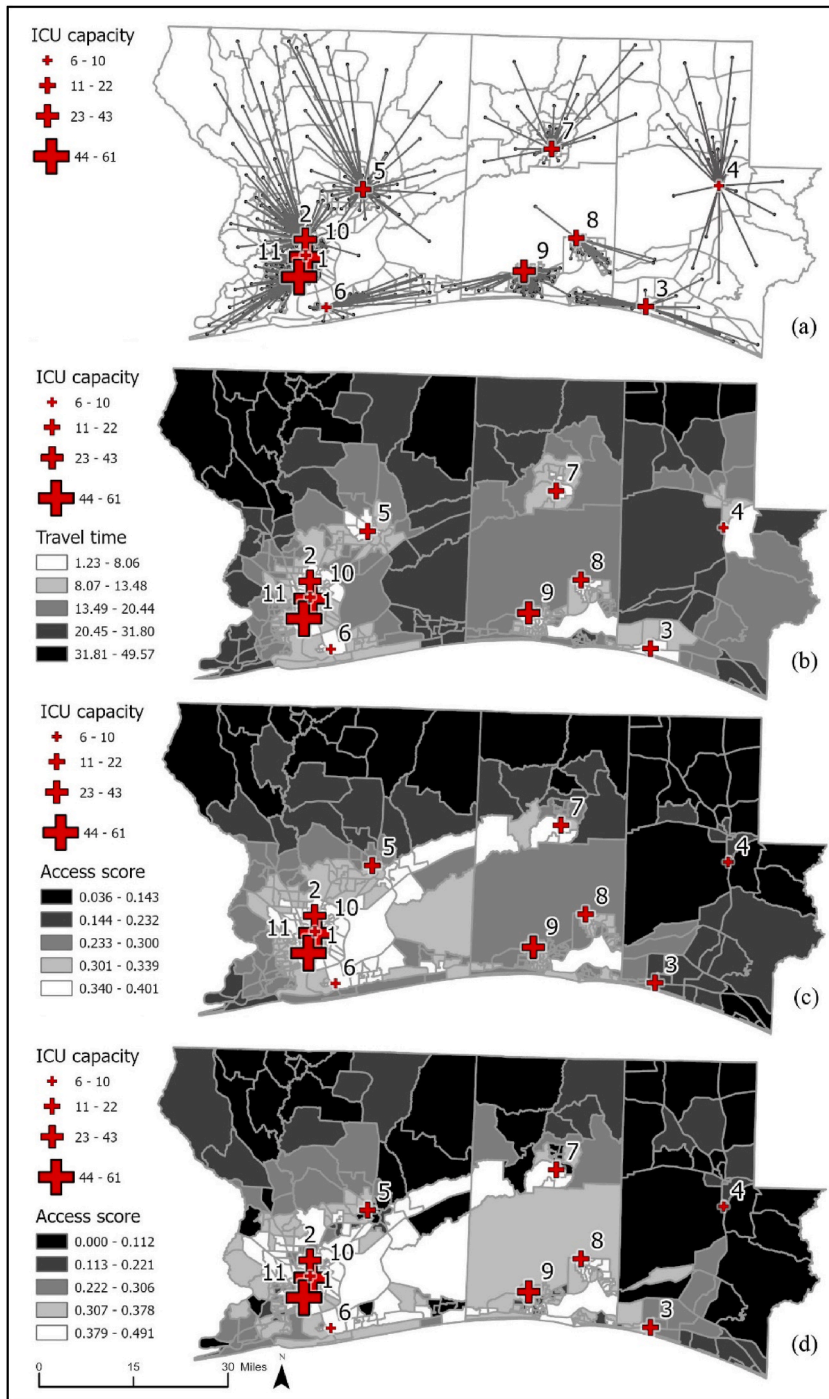 ICU capacity
6 - 10
11 - 22
23 - 43
44 - 61
7
5
4
2
10
8
11
1
9
6
3
(a)
ICU capacity
6 - 10
11 - 22
23 - 43
44 - 61
Travel time
1.23 - 8.06
8.07 - 13.48
13.49 - 20.44
20.45 - 31.80
31.81 - 49.57
7
5
4
2
10
8
11
1
9
6
3
(b)
ICU capacity
6 - 10
11 - 22
23 - 43
44 - 61
Access score
0.036 - 0.143
0.144 - 0.232
0.233 - 0.300
0.301 - 0.339
0.340 - 0.401
7
5
4
2
10
8
11
1
9
6
3
(c)
ICU capacity
6 - 10
11 - 22
23 - 43
44 - 61
Access score
0.000 - 0.112
0.113 - 0.221
0.222 - 0.306
0.307 - 0.378
0.379 - 0.491
7
5
4
2
10
8
11
1
9
6
3
(d)
0 15 30 Miles
N